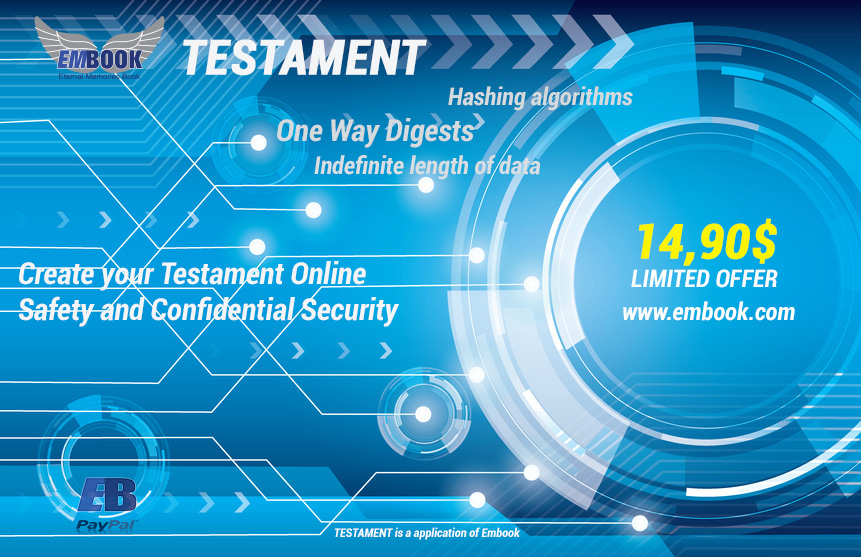 EMBOOK
Eternal Memories Book
TESTAMENT
Hashing algorithms
One Way Digests
Indefinite length of data
14,90$
LIMITED OFFER
www.embook.com
Create your Testament Online
Safety and Confidential Security
EB
PayPal
TESTAMENT is a application of Embook